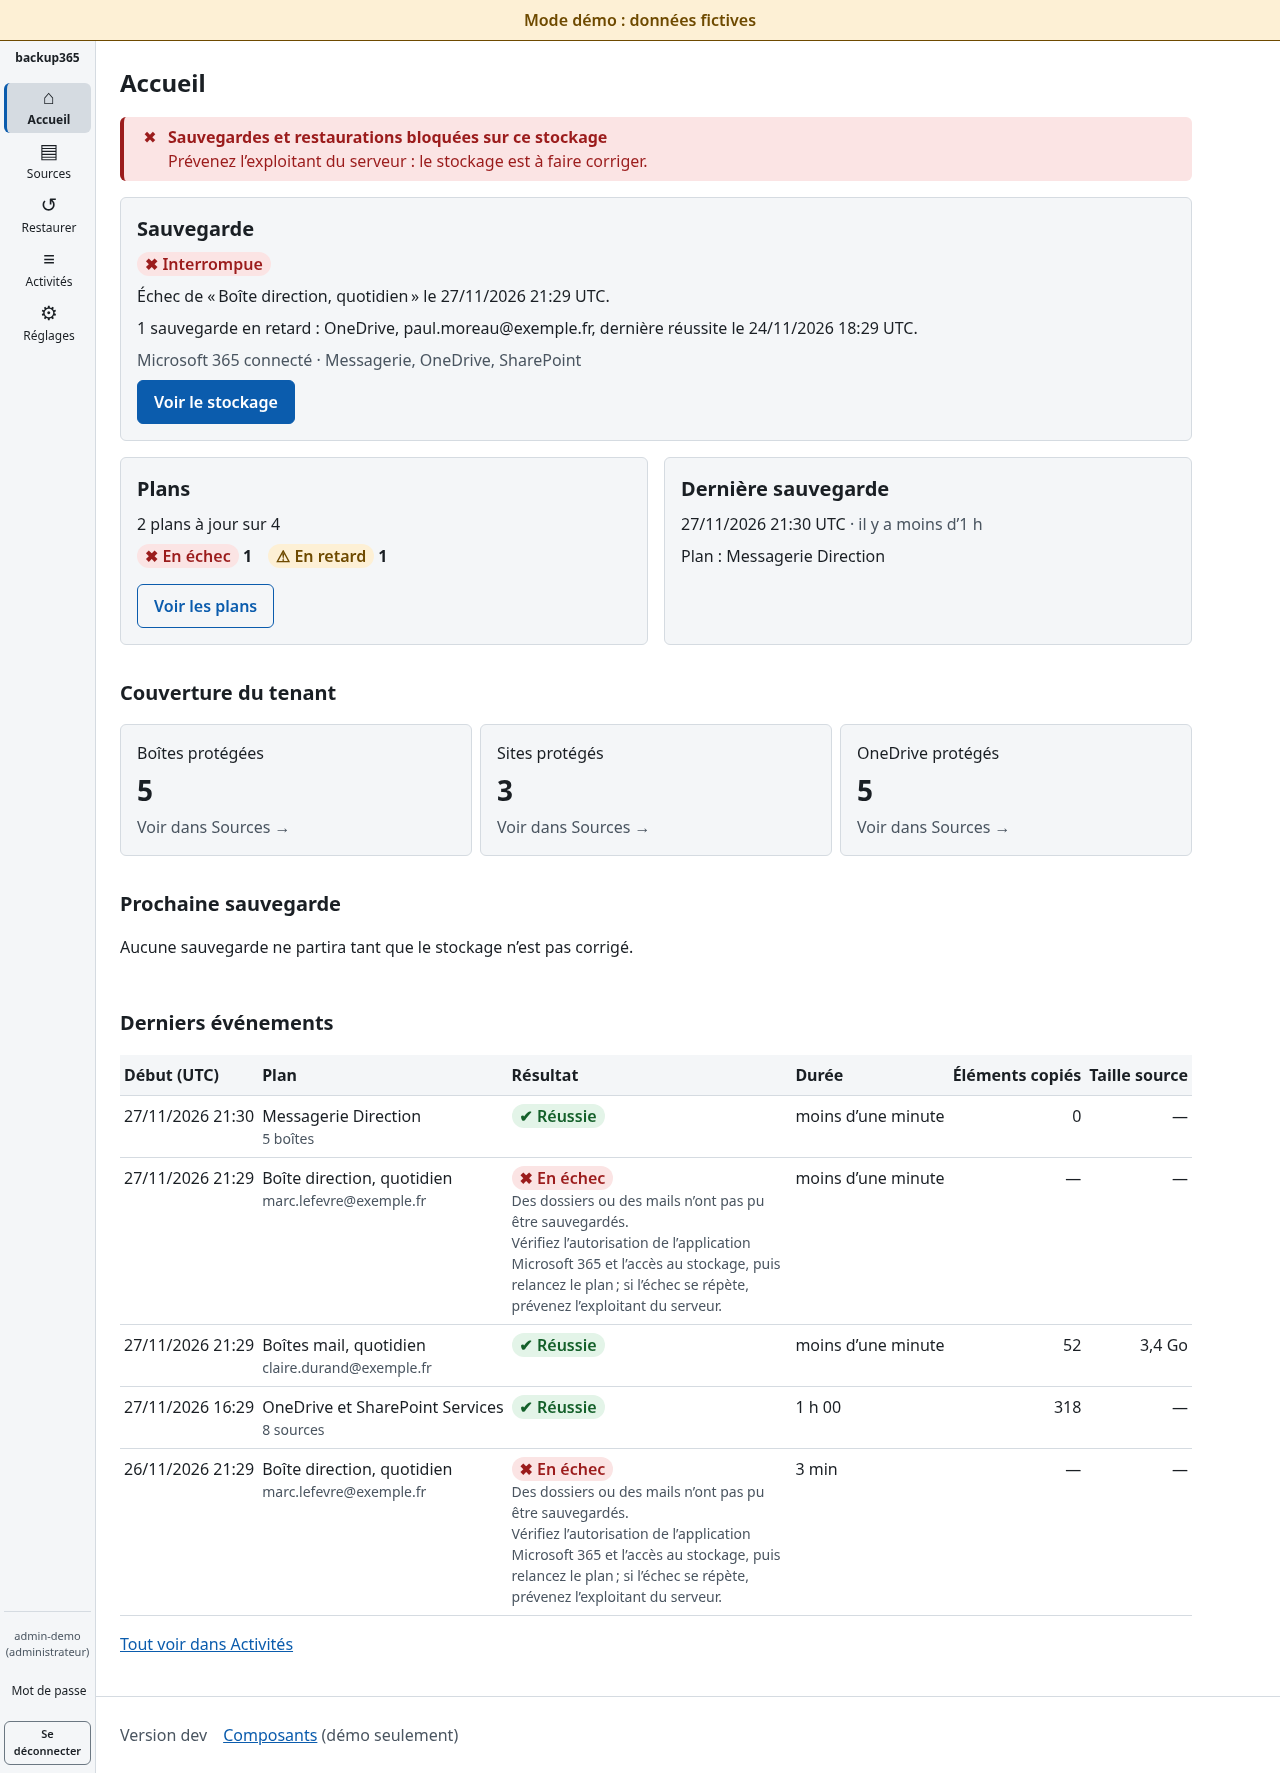 Mode démo : données fictives
backup365
Accueil
Sources
Restaurer
Activités
Réglages
admin-demo
(administrateur)
Mot de passe
Se
déconnecter
Accueil
✖ Sauvegardes et restaurations bloquées sur ce stockage
Prévenez l’exploitant du serveur : le stockage est à faire corriger.
Sauvegarde
✖ Interrompue
Échec de « Boîte direction, quotidien » le 27/11/2026 21:29 UTC.
1 sauvegarde en retard : OneDrive, paul.moreau@exemple.fr, dernière réussite le 24/11/2026 18:29 UTC.
Microsoft 365 connecté · Messagerie, OneDrive, SharePoint
Voir le stockage
Plans
2 plans à jour sur 4
✖ En échec 1 ⚠ En retard 1
Voir les plans
Dernière sauvegarde
27/11/2026 21:30 UTC · il y a moins d’1 h
Plan : Messagerie Direction
Couverture du tenant
Boîtes protégées
5
Voir dans Sources →
Sites protégés
3
Voir dans Sources →
OneDrive protégés
5
Voir dans Sources →
Prochaine sauvegarde
Aucune sauvegarde ne partira tant que le stockage n’est pas corrigé.
Derniers événements
Début (UTC) Plan Résultat Durée Éléments copiés Taille source
27/11/2026 21:30 Messagerie Direction ✔ Réussie moins d’une minute 0 —
5 boîtes
27/11/2026 21:29 Boîte direction, quotidien ✖ En échec moins d’une minute — —
marc.lefevre@exemple.fr Des dossiers ou des mails n’ont pas pu
être sauvegardés.
Vérifiez l’autorisation de l’application
Microsoft 365 et l’accès au stockage, puis
relancez le plan ; si l’échec se répète,
prévenez l’exploitant du serveur.
27/11/2026 21:29 Boîtes mail, quotidien ✔ Réussie moins d’une minute 52 3,4 Go
claire.durand@exemple.fr
27/11/2026 16:29 OneDrive et SharePoint Services ✔ Réussie 1 h 00 318 —
8 sources
26/11/2026 21:29 Boîte direction, quotidien ✖ En échec 3 min — —
marc.lefevre@exemple.fr Des dossiers ou des mails n’ont pas pu
être sauvegardés.
Vérifiez l’autorisation de l’application
Microsoft 365 et l’accès au stockage, puis
relancez le plan ; si l’échec se répète,
prévenez l’exploitant du serveur.
Tout voir dans Activités
Version dev Composants (démo seulement)